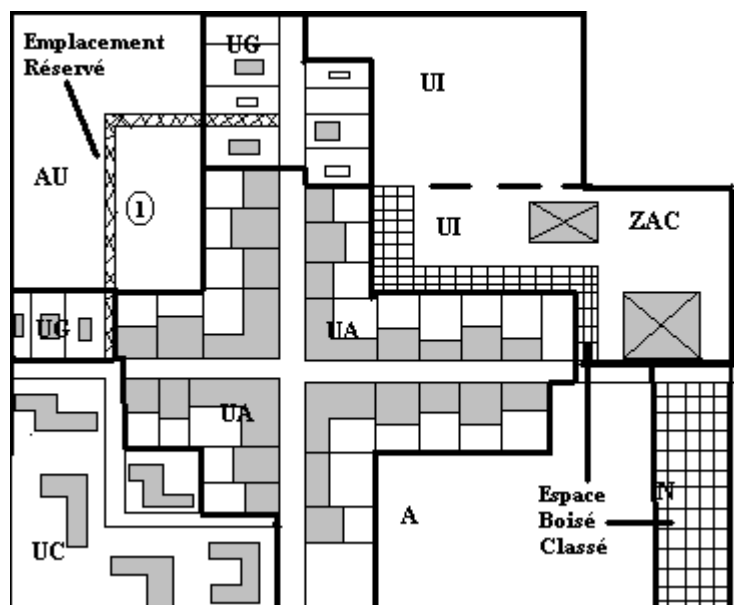 Emplacement
Réservé
UG
UI
AU
1
UI
ZAC
UG
UA
UA
Espace
Boisé
Classé
N
A
UC